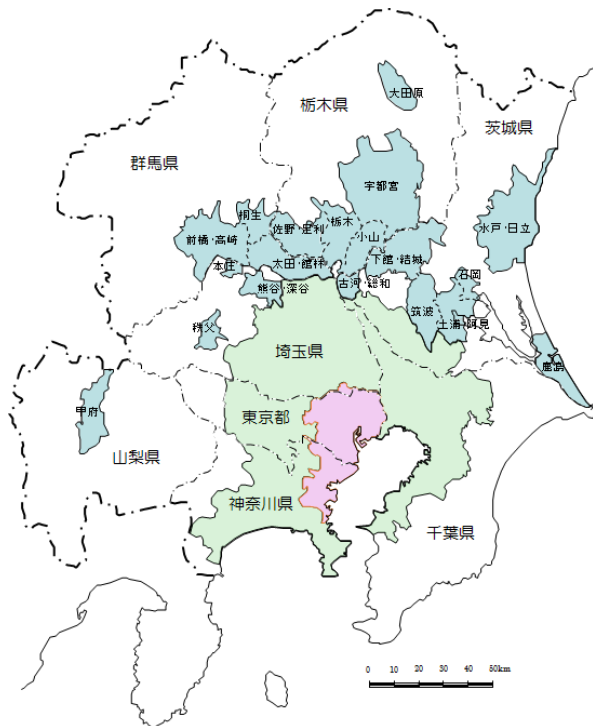 大田原
栃木県
茨城県
群馬県
宇都宮
桐生
佐野・足利
栃木
水戸・日立
前橋・高崎
小山
太田・館林
下館・結城
本庄
石岡
熊谷・深谷
古河・総和
筑波
土浦・阿見
秩父
埼玉県
鹿島
甲府
東京都
山梨県
神奈川県
千葉県
0 10 20 30 40 50km